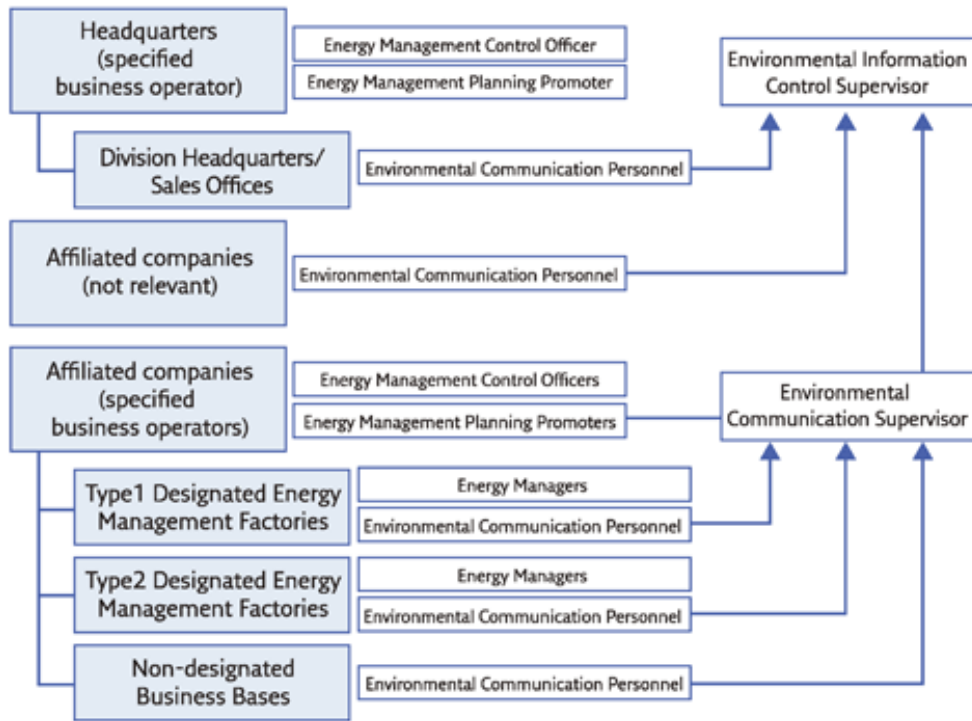 Headquarters
(specified
business operator)
Energy Management Control Officer
Energy Management Planning Promoter
Environmental Information
Control Supervisor
Division Headquarters/
Sales Offices
Environmental Communication Personnel
Affiliated companies
(not relevant)
Environmental Communication Personnel
Affiliated companies
(specified
business operators)
Energy Management Control Officers
Energy Management Planning Promoters
Environmental
Communication Supervisor
Type1 Designated Energy
Management Factories
Energy Managers
Environmental Communication Personnel
Type2 Designated Energy
Management Factories
Energy Managers
Environmental Communication Personnel
Non-designated
Business Bases
Environmental Communication Personnel